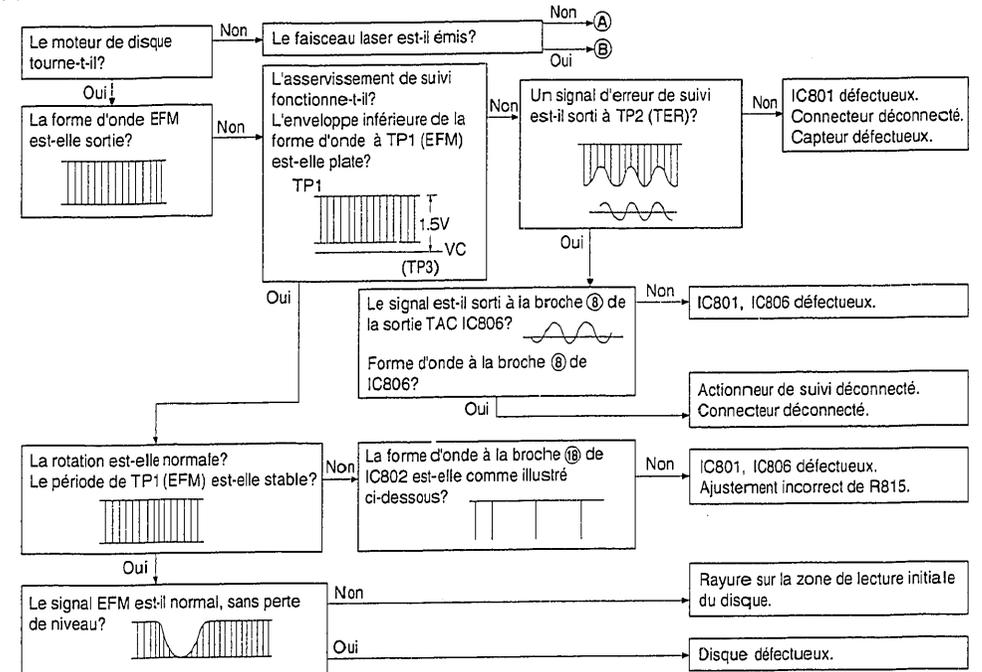 Le moteur de disque
tourne-t-il?
Non
Le faisceau laser est-il émis?
Non
A
Oui
B
Oui
La forme d'onde EFM
est-elle sortie?
Non
L'asservissement de suivi
fonctionne-t-il?
L'enveloppe inférieure de la
forme d'onde à TP1 (EFM)
est-elle plate?
TP1
1.5V
VC
(TP3)
Non
Un signal d'erreur de suivi
est-il sorti à TP2 (TER)?
Non
IC801 défectueux.
Connecteur déconnecté.
Capteur défectueux.
Oui
Oui
Le signal est-il sorti à la broche ⑧ de
la sortie TAC IC806?
Forme d'onde à la broche ⑧ de
IC806?
Non
IC801, IC806 défectueux.
Oui
Actionneur de suivi déconnecté.
Connecteur déconnecté.
La rotation est-elle normale?
Le période de TP1 (EFM) est-elle stable?
Non
La forme d'onde à la broche ⑱ de
IC802 est-elle comme illustré
ci-dessous?
Non
IC801, IC806 défectueux.
Ajustement incorrect de R815.
Oui
Le signal EFM est-il normal, sans perte
de niveau?
Non
Rayure sur la zone de lecture initiale
du disque.
Oui
Disque défectueux.